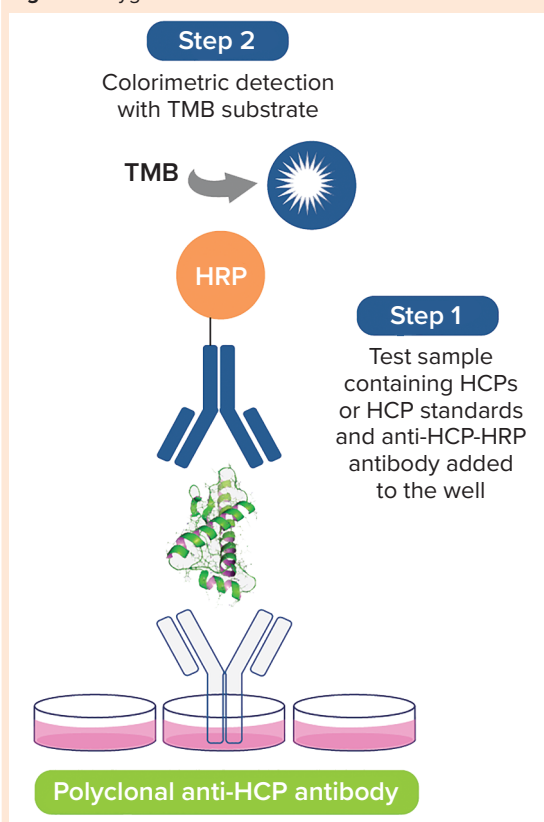 Step 2
Colorimetric detection
with TMB substrate
TMB
HRP
Step 1
Test sample
containing HCPs
or HCP standards
and anti-HCP-HRP
antibody added
to the well
Polyclonal anti-HCP antibody